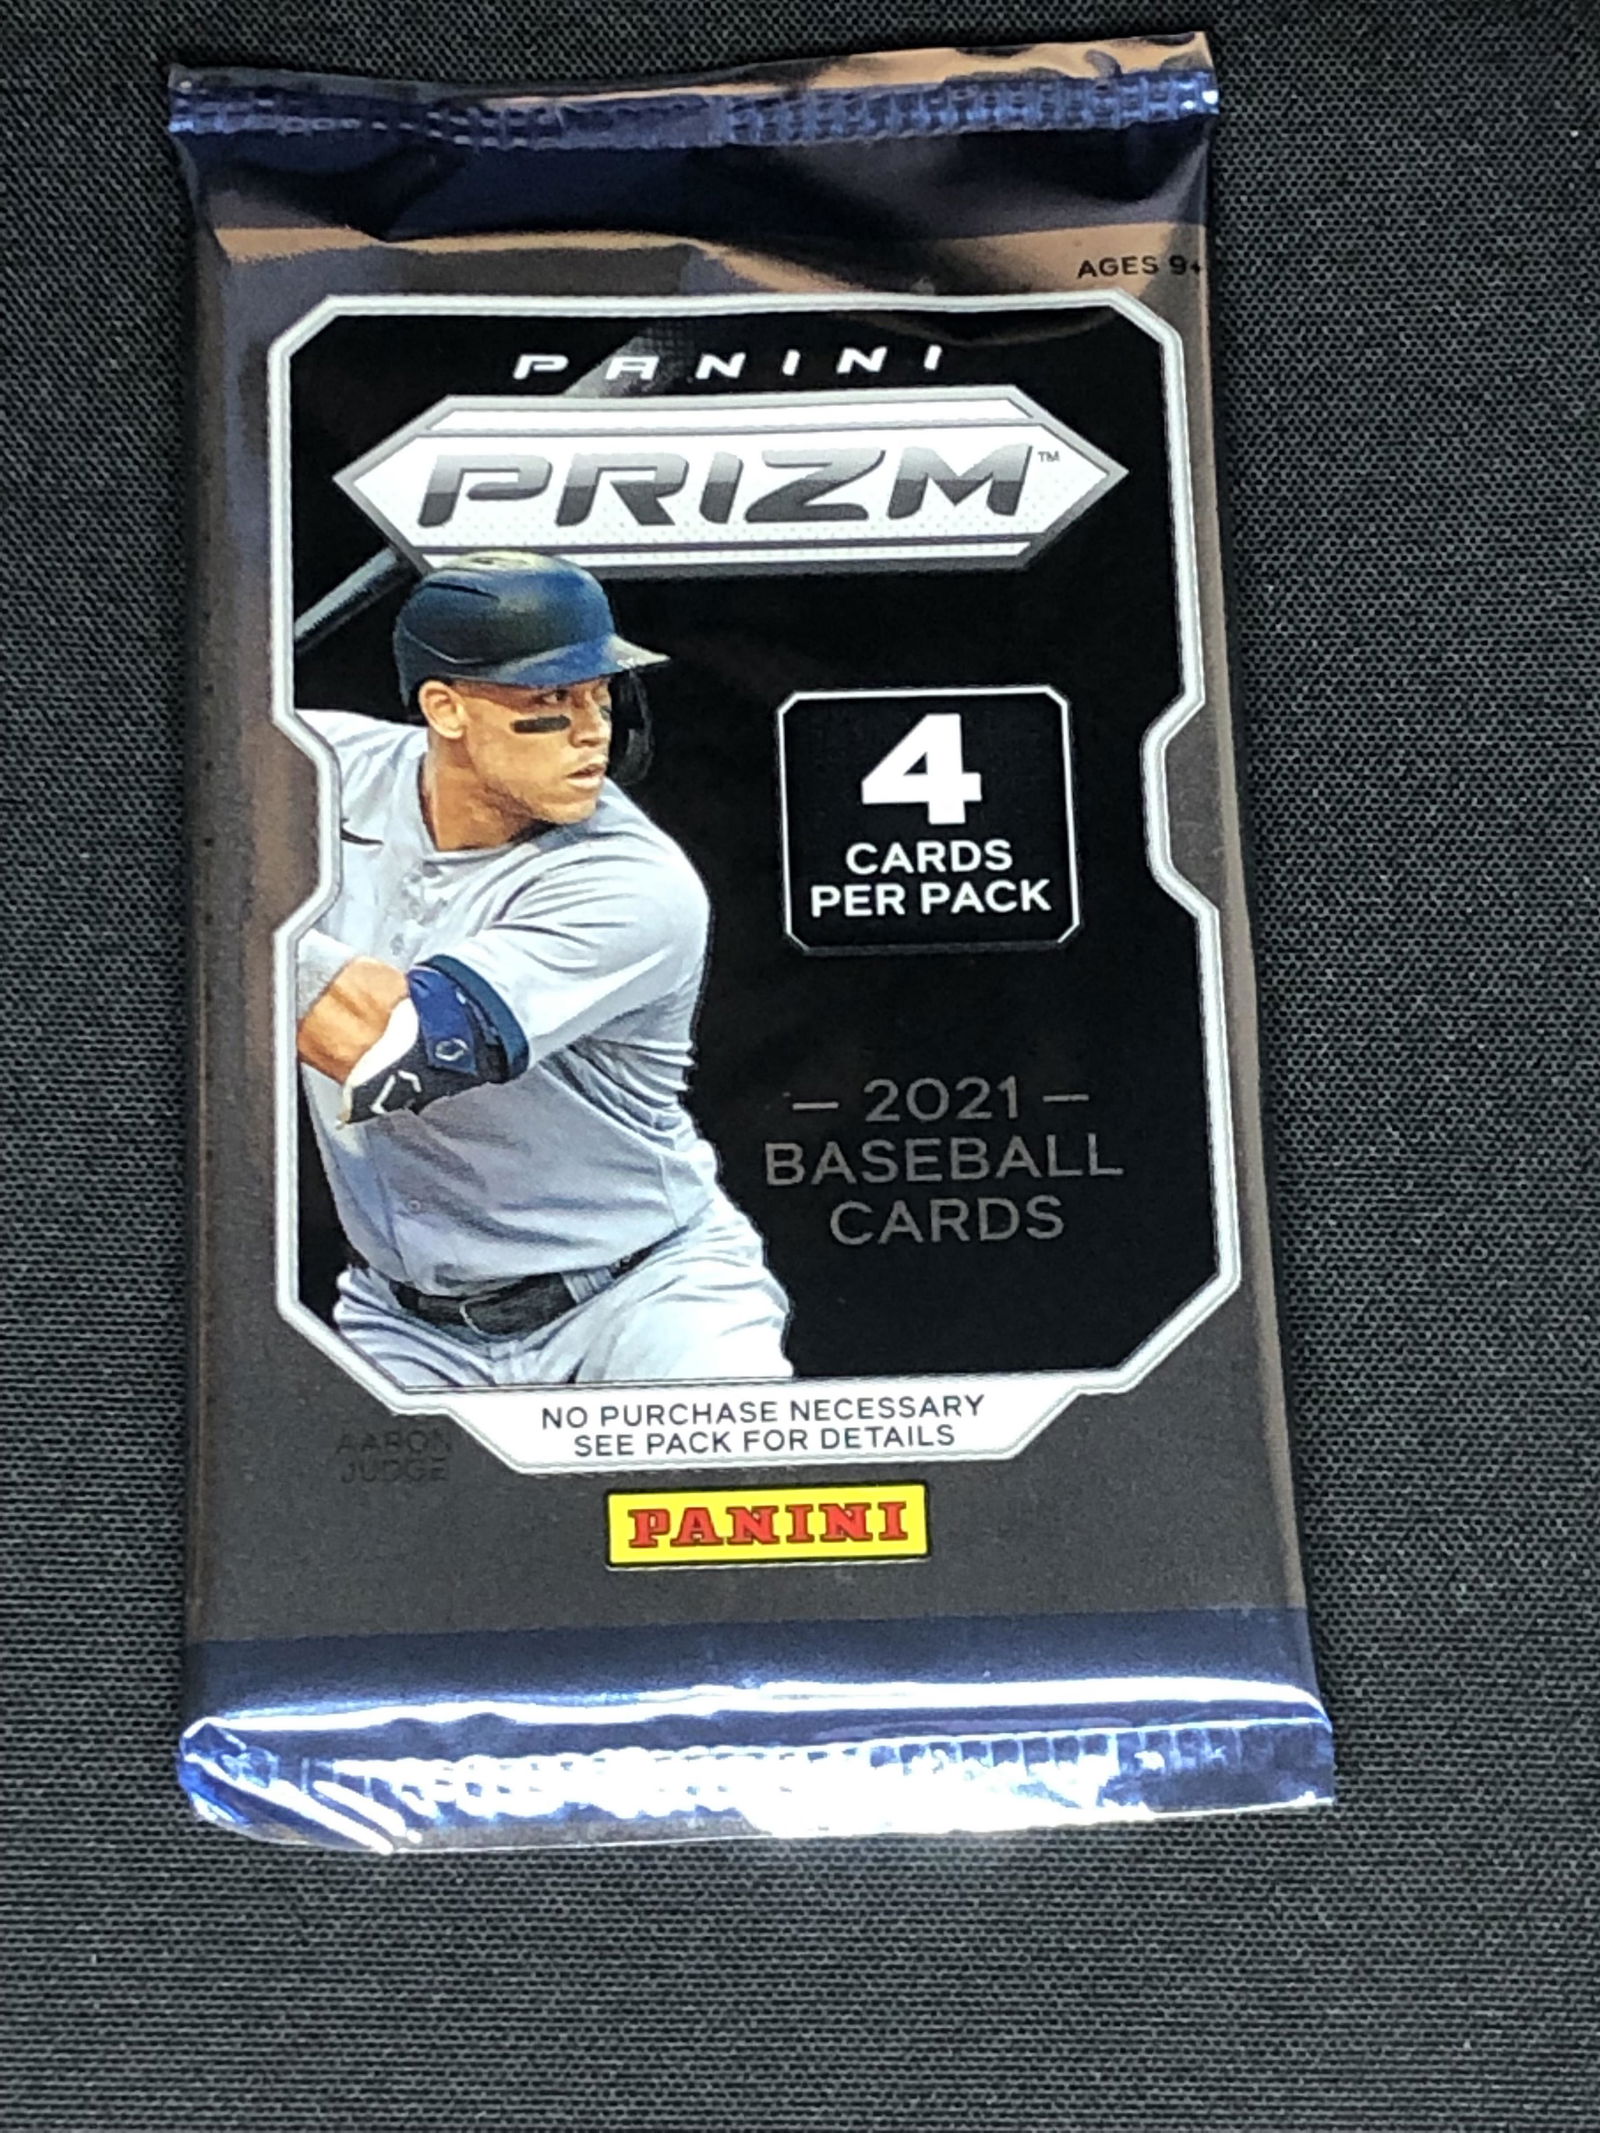 AGES 9+
PANINI
PRIZM™
4
CARDS
PER PACK
— 2021 —
BASEBALL
CARDS
NO PURCHASE NECESSARY
SEE PACK FOR DETAILS
AARON
JUDGE
PANINI